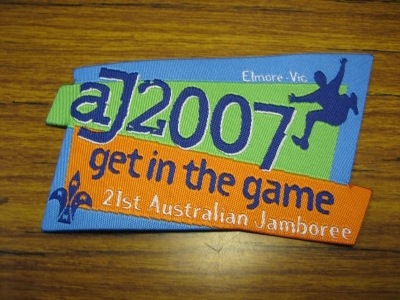 Elmore - Vic
aJ2007
get in the game
21st Australian Jamboree